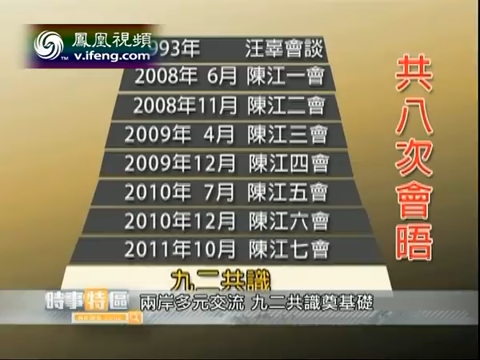 鳳凰視頻
v.ifeng.com
1993年 汪辜會談
2008年 6月 陳江一會
2008年11月 陳江二會
2009年 4月 陳江三會
2009年12月 陳江四會
2010年 7月 陳江五會
2010年12月 陳江六會
2011年10月 陳江七會
九二共識
共八次會晤
時事特區
NEWS
兩岸多元交流 九二共識奠基礎